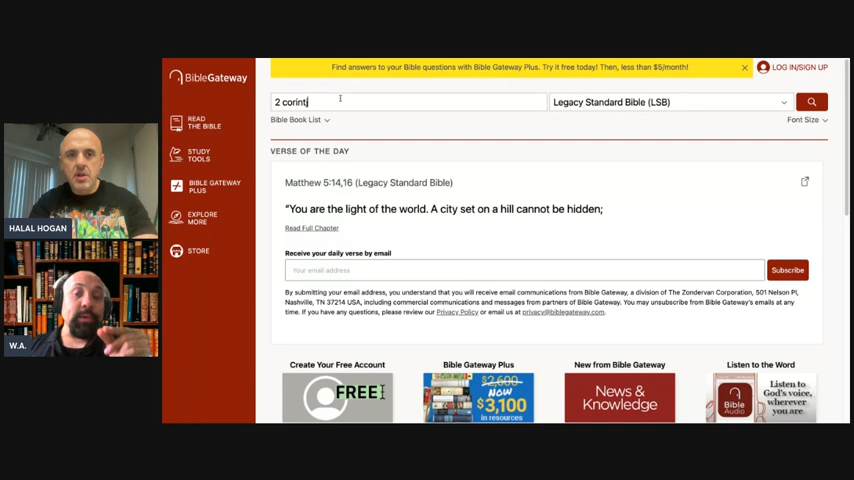 Find answers to your Bible questions with Bible Gateway Plus. Try it free today! Then, less than $5/month!
LOG IN/SIGN UP
BibleGateway
2 corintj
Legacy Standard Bible (LSB)
Bible Book List
Font Size
READ
THE BIBLE
STUDY
TOOLS
BIBLE GATEWAY
PLUS
EXPLORE
MORE
STORE
VERSE OF THE DAY
Matthew 5:14,16 (Legacy Standard Bible)
“You are the light of the world. A city set on a hill cannot be hidden;
Read Full Chapter
Receive your daily verse by email
Your email address
Subscribe
By submitting your email address, you understand that you will receive email communications from Bible Gateway, a division of The Zondervan Corporation, 501 Nelson Pl,
Nashville, TN 37214 USA, including commercial communications and messages from partners of Bible Gateway. You may unsubscribe from Bible Gateway's emails at any
time. If you have any questions, please review our Privacy Policy or email us at privacy@biblegateway.com.
Create Your Free Account
Bible Gateway Plus
New from Bible Gateway
Listen to the Word
FREE
$2,600
NOW
$3,100
in resources
News &
Knowledge
Bible
Audio
Listen to
God's voice,
wherever
you are
HALAL HOGAN
W.A.